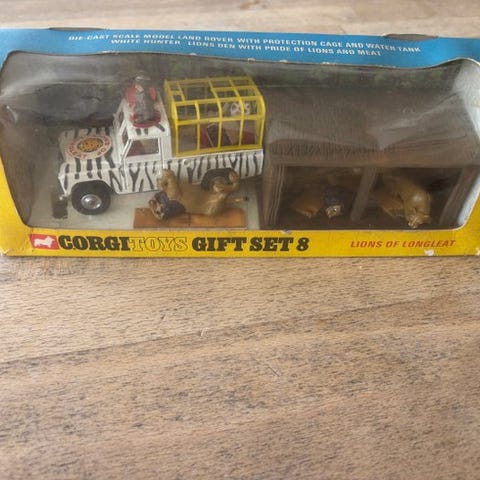 DIE-CAST SCALE MODEL LAND ROVER WITH PROTECTION CAGE AND WATER TANK
WHITE HUNTER LIONS DEN WITH PRIDE OF LIONS AND MEAT
CORGI TOYS GIFT SET 8
LIONS OF LONGLEAT